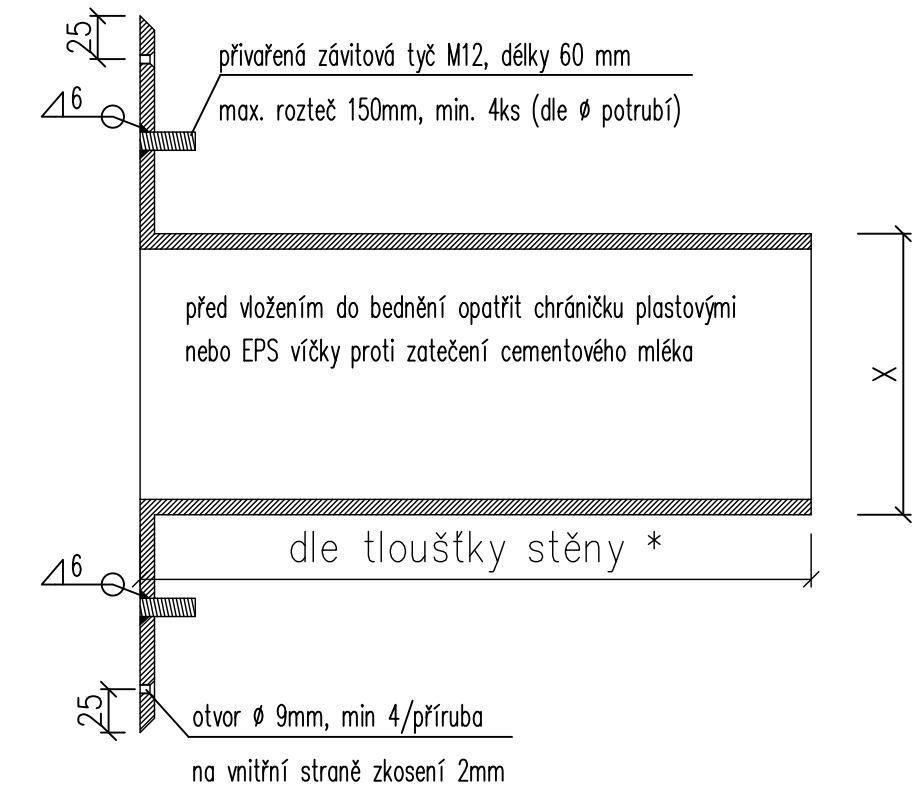 25
přivařená závitová tyč M12, délky 60 mm
6
max. rozteč 150mm, min. 4ks (dle Ø potrubí)
před vložením do bednění opatřit chráničku plastovými
nebo EPS víčky proti zatečení cementového mléka
X
dle tloušťky stěny *
6
25
otvor Ø 9mm, min 4/příruba
na vnitřní straně zkosení 2mm